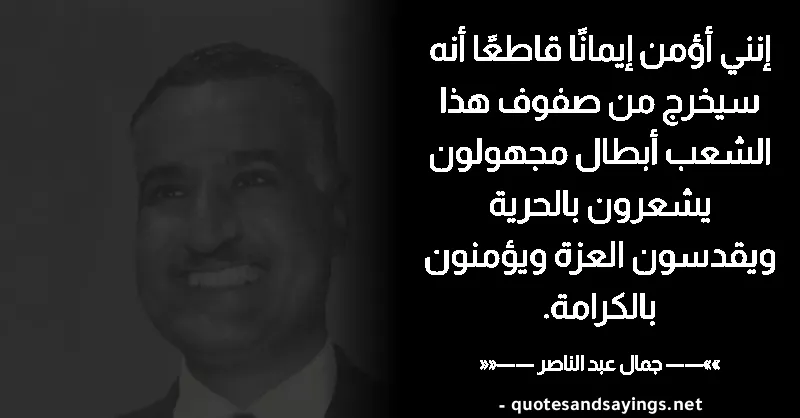 إنني أؤمن إيمانًا قاطعًا أنه
سيخرج من صفوف هذا
الشعب أبطال مجهولون
يشعرون بالحرية
ويقدسون العزة ويؤمنون
بالكرامة.
»»—— جمال عبد الناصر ——««
- quotesandsayings.net